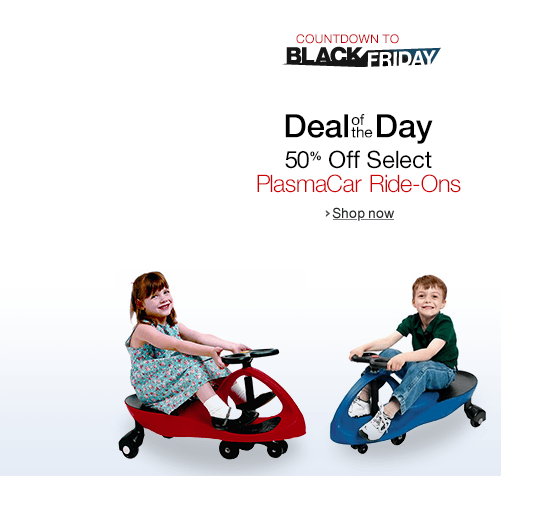 COUNTDOWN TO
BLACK FRIDAY
Deal of the Day
50% Off Select
PlasmaCar Ride-Ons
› Shop now